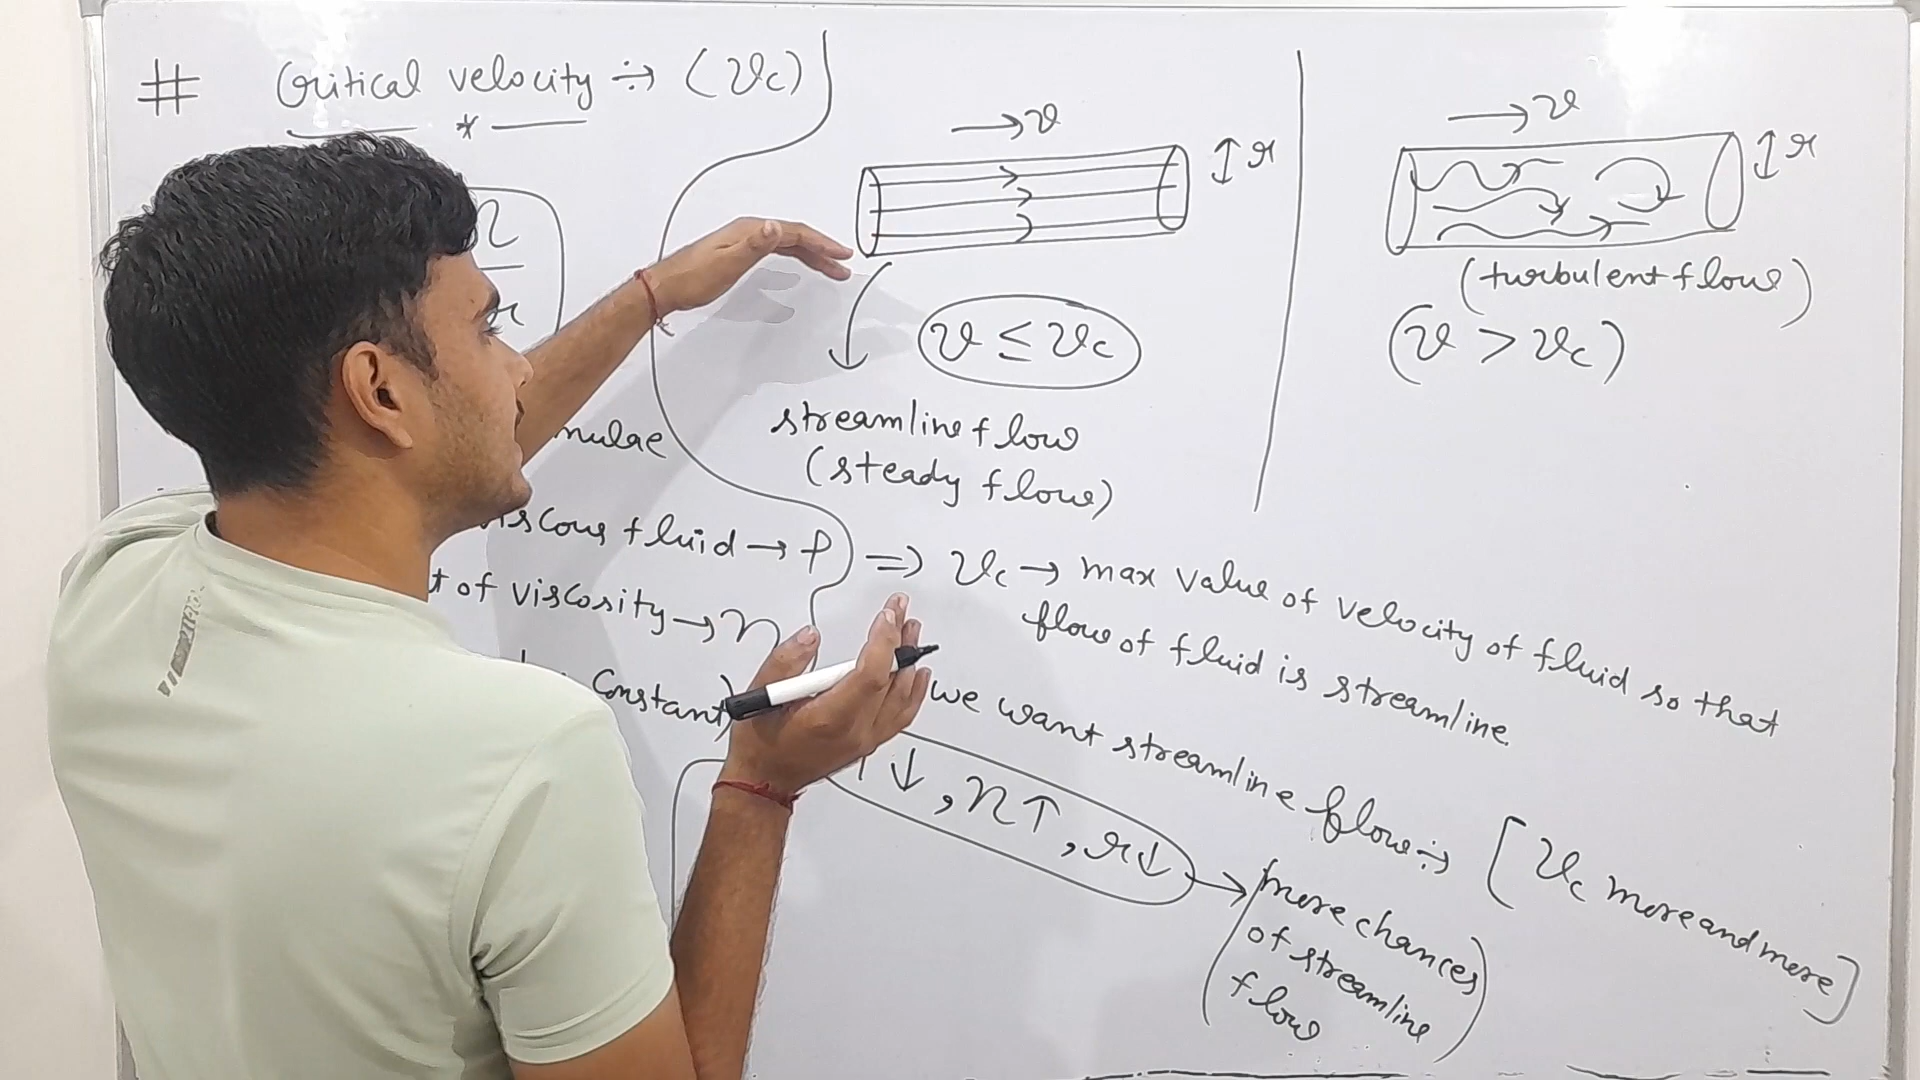 # Critical velocity ÷> (vc)
*
η
r
→ v
↕ r
v ≤ vc
streamline flow
(steady flow)
→ v
↕ r
(turbulent flow)
(v > vc)
mulae
viscous fluid → ρ
t of viscosity → η
Constant)
⇒ vc → max value of velocity of fluid so that
flow of fluid is streamline.
we want streamline flow ÷> [vc more and more]
↓, η↑, r↓ →
(more chances
of streamline
flow)